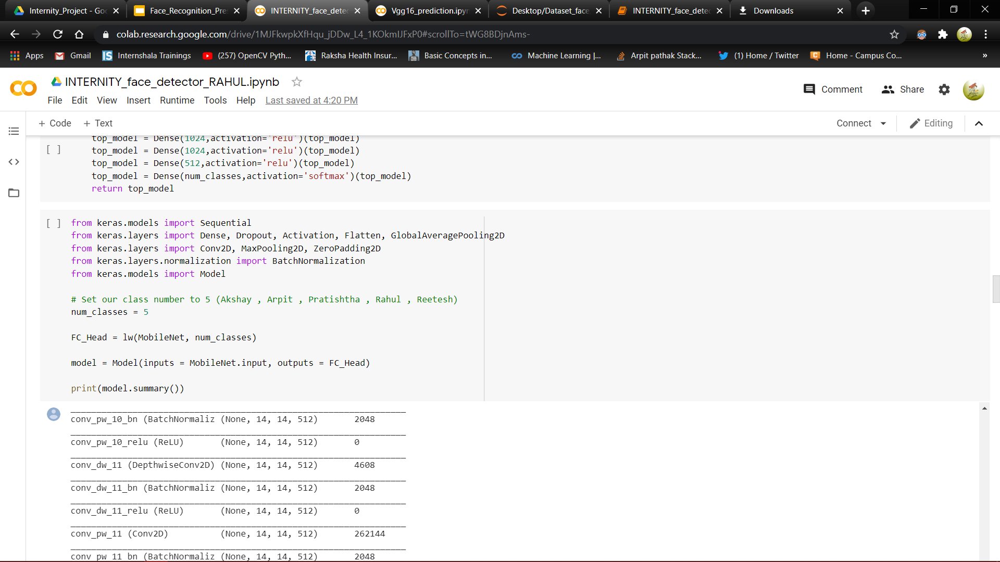 Internity_Project - Goo
Face_Recognition_Pres
INTERNITY_face_detec
Vgg16_prediction.ipyn
Desktop/Dataset_face
INTERNITY_face_detec
Downloads
colab.research.google.com/drive/1MJFkwpkXfHqu_jDDw_L4_1KOkmIJFxP0#scrollTo=tWG8BDjnAms-
Apps
Gmail
IS Internshala Trainings
(257) OpenCV Pyth...
Raksha Health Insur...
Basic Concepts in...
Machine Learning |...
Arpit pathak Stack...
(1) Home / Twitter
C Home - Campus Co...
»
INTERNITY_face_detector_RAHUL.ipynb
Comment
Share
File Edit View Insert Runtime Tools Help Last saved at 4:20 PM
+ Code + Text
Connect
Editing
top_model = Dense(1024,activation='relu')(top_model)
[ ] top_model = Dense(1024,activation='relu')(top_model)
top_model = Dense(512,activation='relu')(top_model)
top_model = Dense(num_classes,activation='softmax')(top_model)
return top_model
[ ] from keras.models import Sequential
from keras.layers import Dense, Dropout, Activation, Flatten, GlobalAveragePooling2D
from keras.layers import Conv2D, MaxPooling2D, ZeroPadding2D
from keras.layers.normalization import BatchNormalization
from keras.models import Model
# Set our class number to 5 (Akshay , Arpit , Pratishtha , Rahul , Reetesh)
num_classes = 5
FC_Head = lw(MobileNet, num_classes)
model = Model(inputs = MobileNet.input, outputs = FC_Head)
print(model.summary())
conv_pw_10_bn (BatchNormaliz (None, 14, 14, 512) 2048
conv_pw_10_relu (ReLU) (None, 14, 14, 512) 0
conv_dw_11 (DepthwiseConv2D) (None, 14, 14, 512) 4608
conv_dw_11_bn (BatchNormaliz (None, 14, 14, 512) 2048
conv_dw_11_relu (ReLU) (None, 14, 14, 512) 0
conv_pw_11 (Conv2D) (None, 14, 14, 512) 262144
conv_pw_11_bn (BatchNormaliz (None, 14, 14, 512) 2048